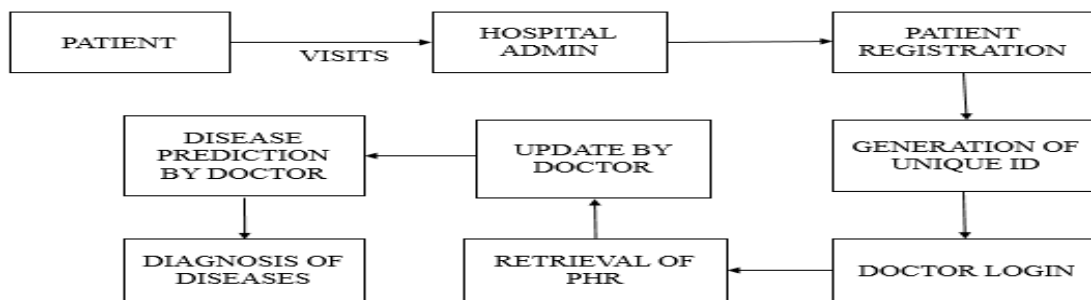 PATIENT
VISITS
HOSPITAL
ADMIN
PATIENT
REGISTRATION
GENERATION OF
UNIQUE ID
DOCTOR LOGIN
RETRIEVAL OF
PHR
UPDATE BY
DOCTOR
DISEASE
PREDICTION
BY DOCTOR
DIAGNOSIS OF
DISEASES